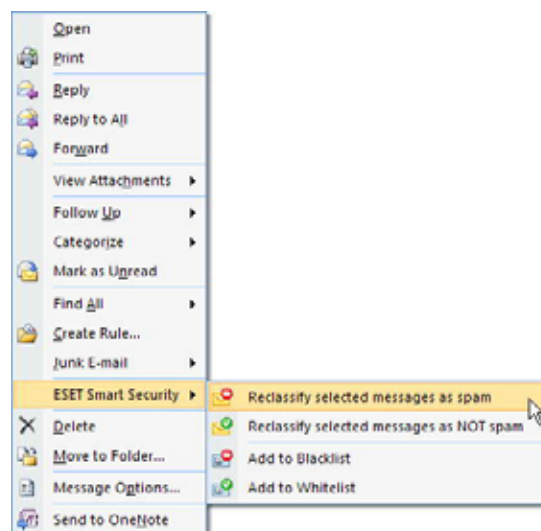 Open
Print
Reply
Reply to All
Forward
View Attachments
Follow Up
Categorize
Mark as Unread
Find All
Create Rule...
Junk E-mail
ESET Smart Security
Delete
Move to Folder...
Message Options...
Send to OneNote
Reclassify selected messages as spam
Reclassify selected messages as NOT spam
Add to Blacklist
Add to Whitelist